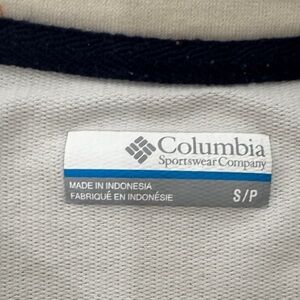 Columbia
Sportswear Company
MADE IN INDONESIA
FABRIQUÉ EN INDONÉSIE
S/P